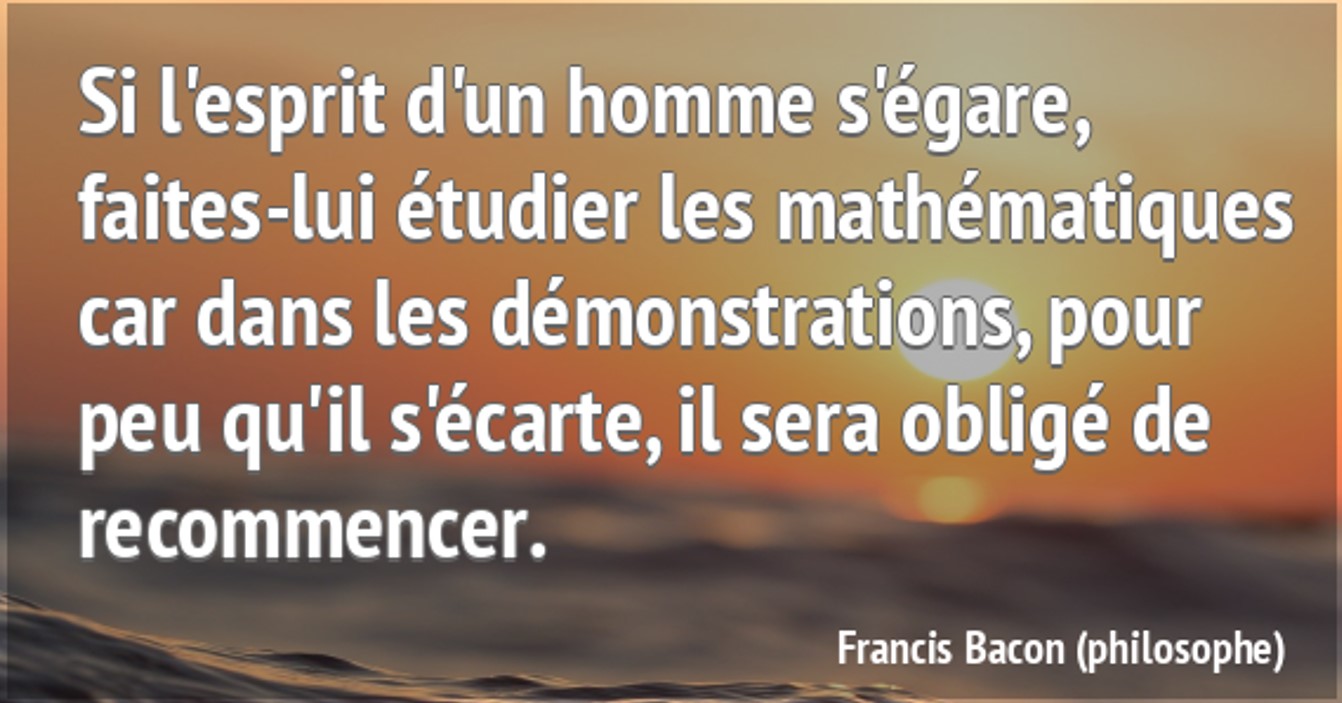 Si l'esprit d'un homme s'égare,
faites-lui étudier les mathématiques
car dans les démonstrations, pour
peu qu'il s'écarte, il sera obligé de
recommencer.
Francis Bacon (philosophe)